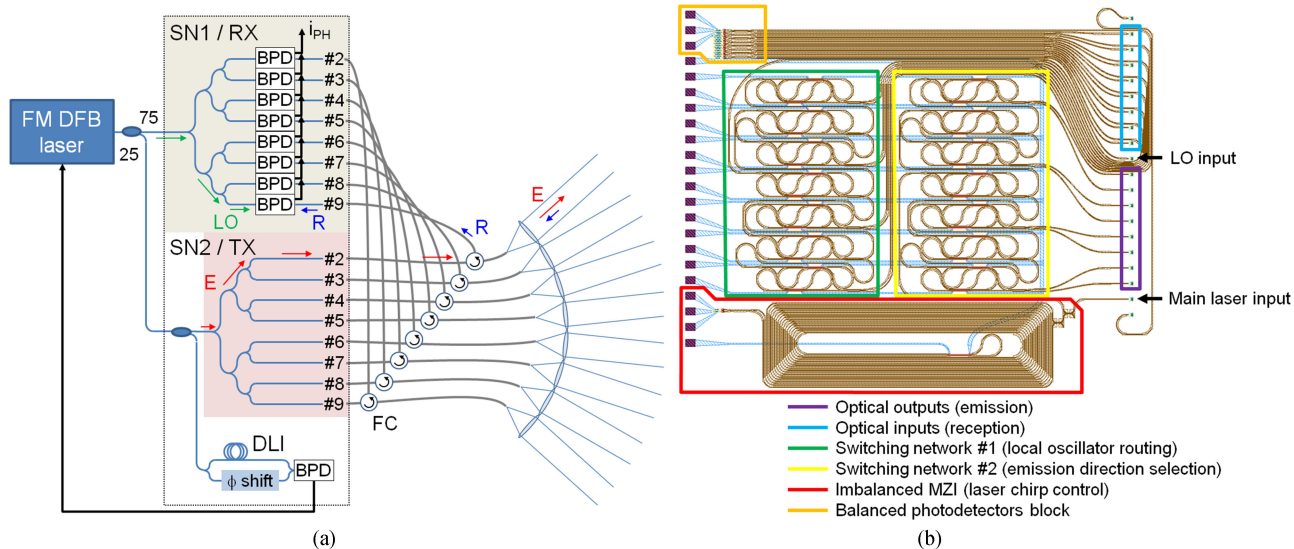 SN1 / RX
iPH
BPD #2
BPD #3
BPD #4
BPD #5
BPD #6
BPD #7
BPD #8
BPD #9
FM DFB
laser
75
25
LO
R
SN2 / TX
E
#2
#3
#4
#5
#6
#7
#8
#9
R
E
FC
DLI
ϕ shift
BPD
(a)
LO input
Main laser input
Optical outputs (emission)
Optical inputs (reception)
Switching network #1 (local oscillator routing)
Switching network #2 (emission direction selection)
Imbalanced MZI (laser chirp control)
Balanced photodetectors block
(b)